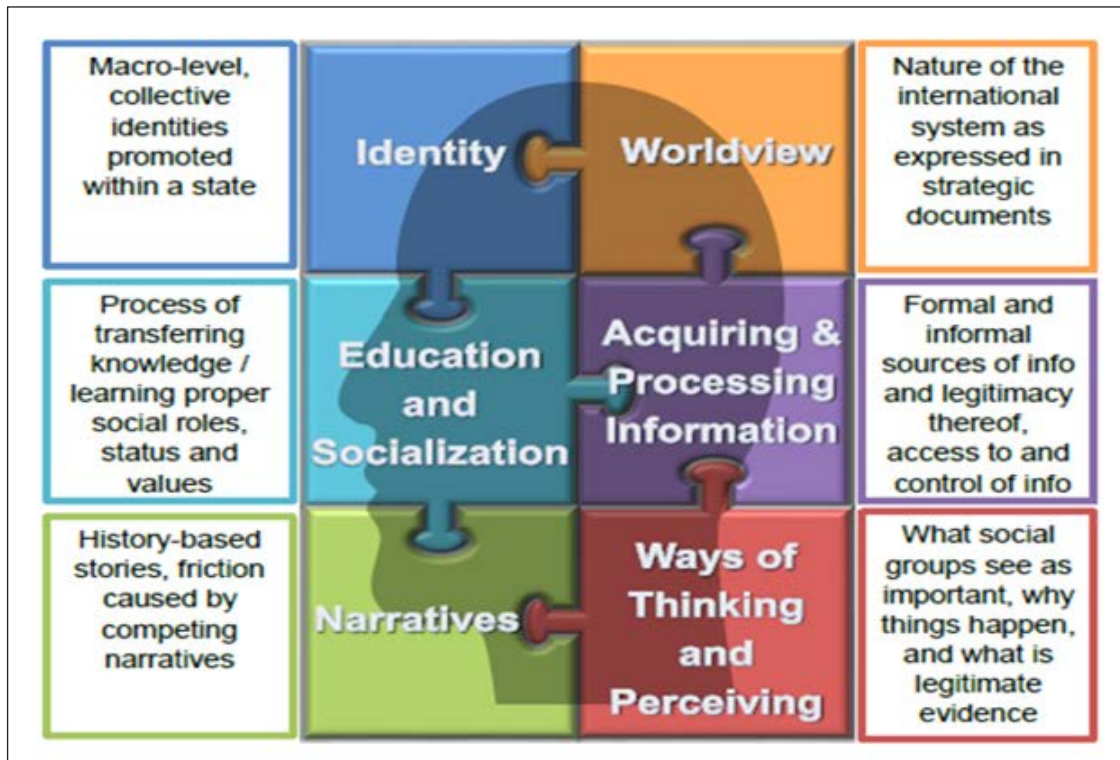 Macro-level,
collective
identities
promoted
within a state
Identity
Worldview
Nature of the
international
system as
expressed in
strategic
documents
Process of
transferring
knowledge /
learning proper
social roles,
status and
values
Education
and
Socialization
Acquiring &
Processing
Information
Formal and
informal
sources of info
and legitimacy
thereof,
access to and
control of info
History-based
stories, friction
caused by
competing
narratives
Narratives
Ways of
Thinking
and
Perceiving
What social
groups see as
important, why
things happen,
and what is
legitimate
evidence